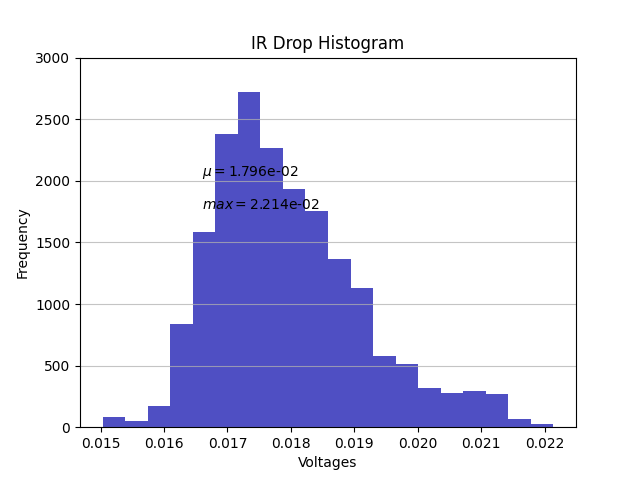 IR Drop Histogram
3000
2500
2000
1500
1000
500
0
Frequency
μ = 1.796e-02
max = 2.214e-02
0.015 0.016 0.017 0.018 0.019 0.020 0.021 0.022
Voltages